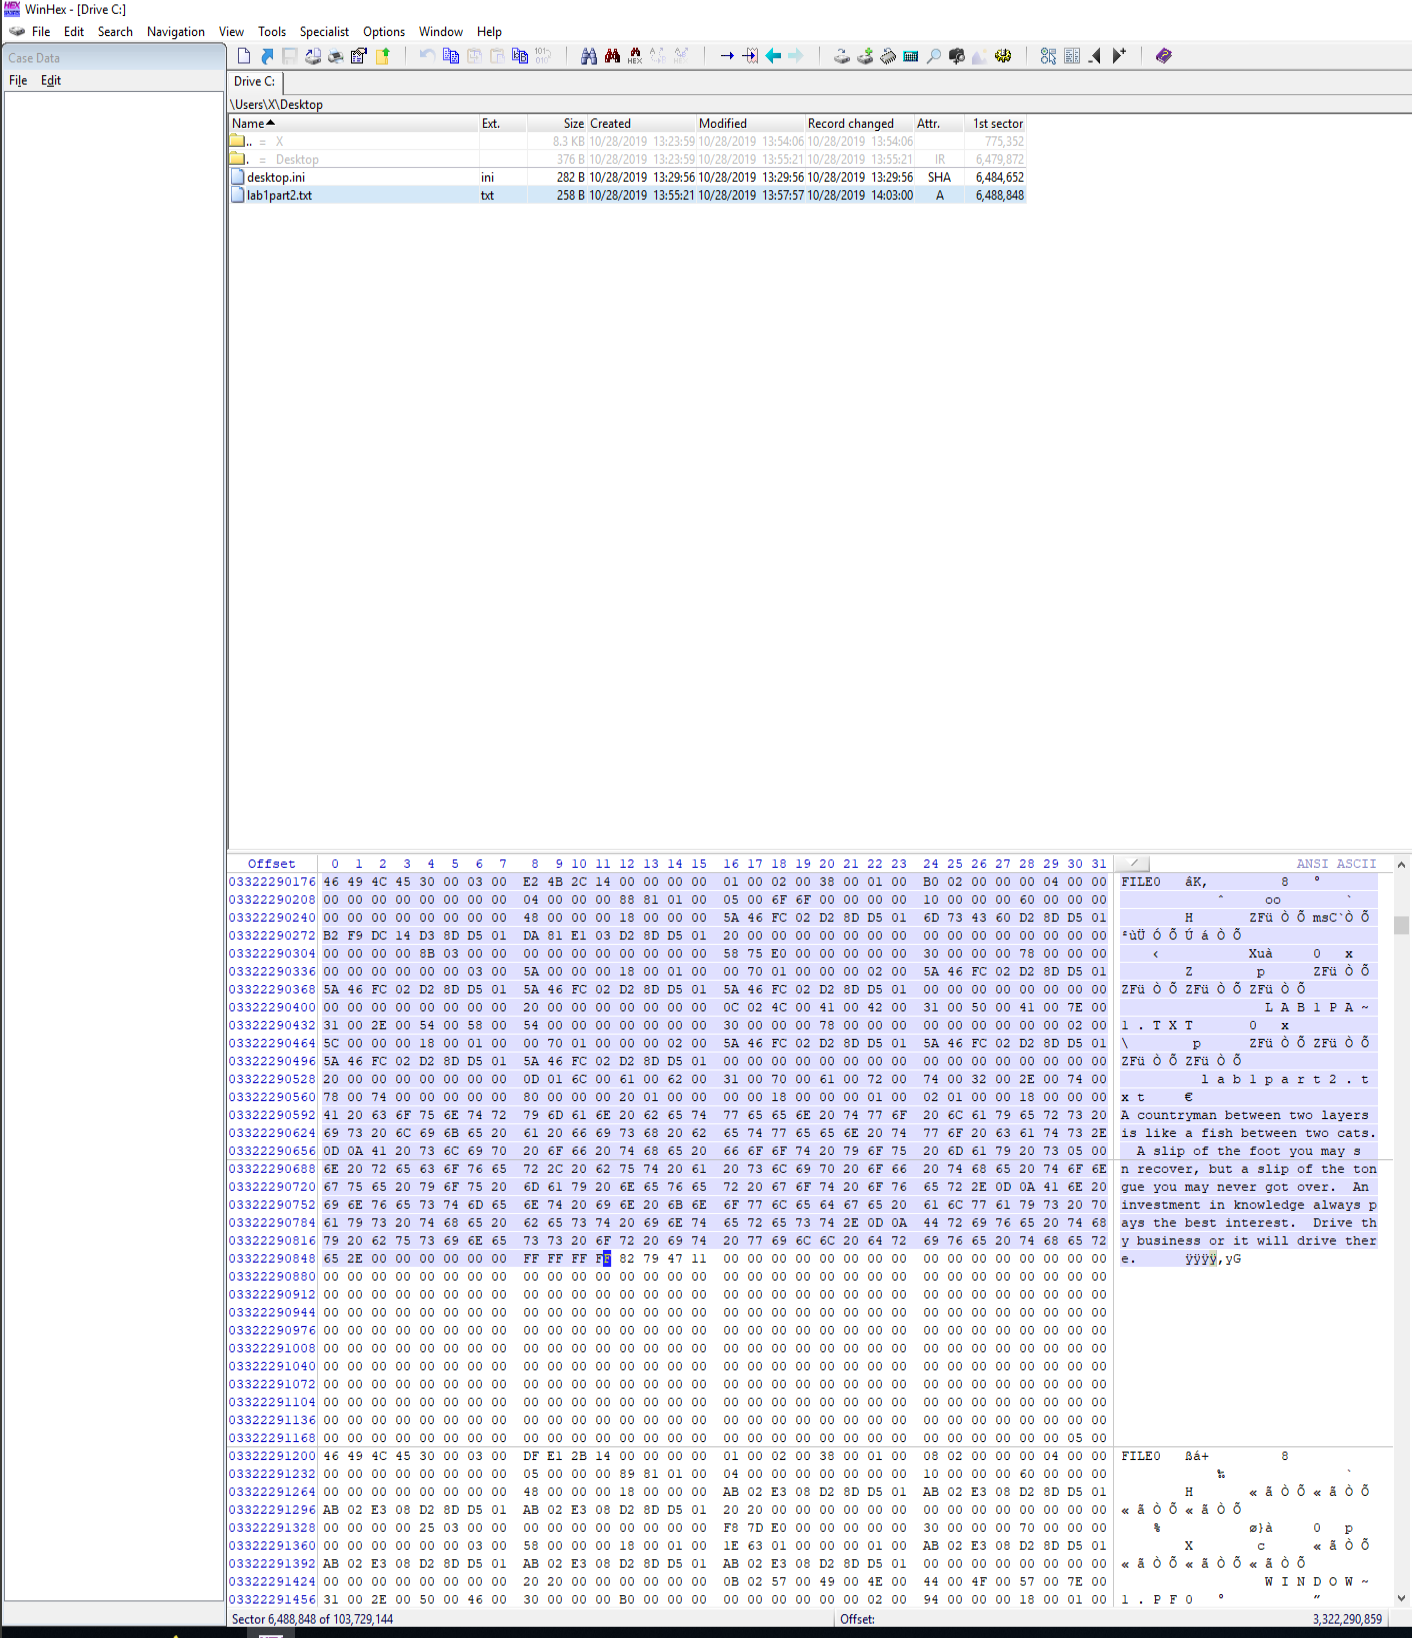 WinHex - [Drive C:]
File Edit Search Navigation View Tools Specialist Options Window Help
Case Data
File Edit
Drive C:
\Users\X\Desktop
Name Ext. Size Created Modified Record changed Attr. 1st sector
.. = X 8.3 KB 10/28/2019 13:23:59 10/28/2019 13:54:06 10/28/2019 13:54:06 775,352
. = Desktop 376 B 10/28/2019 13:23:59 10/28/2019 13:55:21 10/28/2019 13:55:21 IR 6,479,872
desktop.ini ini 282 B 10/28/2019 13:29:56 10/28/2019 13:29:56 10/28/2019 13:29:56 SHA 6,484,652
lab1part2.txt txt 258 B 10/28/2019 13:55:21 10/28/2019 13:57:57 10/28/2019 14:03:00 A 6,488,848
Offset 0 1 2 3 4 5 6 7 8 9 10 11 12 13 14 15 16 17 18 19 20 21 22 23 24 25 26 27 28 29 30 31 ANSI ASCII
03322290176 46 49 4C 45 30 00 03 00 E2 4B 2C 14 00 00 00 00 01 00 02 00 38 00 01 00 B0 02 00 00 00 04 00 00 FILE0 âK, 8 °
03322290208 00 00 00 00 00 00 00 00 04 00 00 00 88 81 01 00 05 00 6F 6F 00 00 00 00 10 00 00 00 60 00 00 00 ˆ oo `
03322290240 00 00 00 00 00 00 00 00 48 00 00 00 18 00 00 00 5A 46 FC 02 D2 8D D5 01 6D 73 43 60 D2 8D D5 01 H ZFü Ò Õ msC`Ò Õ
03322290272 B2 F9 DC 14 D3 8D D5 01 DA 81 E1 03 D2 8D D5 01 20 00 00 00 00 00 00 00 00 00 00 00 00 00 00 00 ²ùÜ Ó Õ Ú á Ò Õ
03322290304 00 00 00 00 8B 03 00 00 00 00 00 00 00 00 00 00 58 75 E0 00 00 00 00 00 30 00 00 00 78 00 00 00 ‹ Xuà 0 x
03322290336 00 00 00 00 00 00 03 00 5A 00 00 00 18 00 01 00 00 70 01 00 00 00 02 00 5A 46 FC 02 D2 8D D5 01 Z p ZFü Ò Õ
03322290368 5A 46 FC 02 D2 8D D5 01 5A 46 FC 02 D2 8D D5 01 5A 46 FC 02 D2 8D D5 01 00 00 00 00 00 00 00 00 ZFü Ò Õ ZFü Ò Õ ZFü Ò Õ
03322290400 00 00 00 00 00 00 00 00 20 00 00 00 00 00 00 00 0C 02 4C 00 41 00 42 00 31 00 50 00 41 00 7E 00 L A B 1 P A ~
03322290432 31 00 2E 00 54 00 58 00 54 00 00 00 00 00 00 00 30 00 00 00 78 00 00 00 00 00 00 00 00 00 02 00 1 . T X T 0 x
03322290464 5C 00 00 00 18 00 01 00 00 70 01 00 00 00 02 00 5A 46 FC 02 D2 8D D5 01 5A 46 FC 02 D2 8D D5 01 \ p ZFü Ò Õ ZFü Ò Õ
03322290496 5A 46 FC 02 D2 8D D5 01 5A 46 FC 02 D2 8D D5 01 00 00 00 00 00 00 00 00 00 00 00 00 00 00 00 00 ZFü Ò Õ ZFü Ò Õ
03322290528 20 00 00 00 00 00 00 00 0D 01 6C 00 61 00 62 00 31 00 70 00 61 00 72 00 74 00 32 00 2E 00 74 00 l a b 1 p a r t 2 . t
03322290560 78 00 74 00 00 00 00 00 80 00 00 00 20 01 00 00 00 00 18 00 00 00 01 00 02 01 00 00 18 00 00 00 x t €
03322290592 41 20 63 6F 75 6E 74 72 79 6D 61 6E 20 62 65 74 77 65 65 6E 20 74 77 6F 20 6C 61 79 65 72 73 20 A countryman between two layers
03322290624 69 73 20 6C 69 6B 65 20 61 20 66 69 73 68 20 62 65 74 77 65 65 6E 20 74 77 6F 20 63 61 74 73 2E is like a fish between two cats.
03322290656 0D 0A 41 20 73 6C 69 70 20 6F 66 20 74 68 65 20 66 6F 6F 74 20 79 6F 75 20 6D 61 79 20 73 05 00 A slip of the foot you may s
03322290688 6E 20 72 65 63 6F 76 65 72 2C 20 62 75 74 20 61 20 73 6C 69 70 20 6F 66 20 74 68 65 20 74 6F 6E n recover, but a slip of the ton
03322290720 67 75 65 20 79 6F 75 20 6D 61 79 20 6E 65 76 65 72 20 67 6F 74 20 6F 76 65 72 2E 0D 0A 41 6E 20 gue you may never got over. An
03322290752 69 6E 76 65 73 74 6D 65 6E 74 20 69 6E 20 6B 6E 6F 77 6C 65 64 67 65 20 61 6C 77 61 79 73 20 70 investment in knowledge always p
03322290784 61 79 73 20 74 68 65 20 62 65 73 74 20 69 6E 74 65 72 65 73 74 2E 0D 0A 44 72 69 76 65 20 74 68 ays the best interest. Drive th
03322290816 79 20 62 75 73 69 6E 65 73 73 20 6F 72 20 69 74 20 77 69 6C 6C 20 64 72 69 76 65 20 74 68 65 72 y business or it will drive ther
03322290848 65 2E 00 00 00 00 00 00 FF FF FF FF 82 79 47 11 00 00 00 00 00 00 00 00 00 00 00 00 00 00 00 00 e. ÿÿÿÿ‚yG
03322290880 00 00 00 00 00 00 00 00 00 00 00 00 00 00 00 00 00 00 00 00 00 00 00 00 00 00 00 00 00 00 00 00
03322290912 00 00 00 00 00 00 00 00 00 00 00 00 00 00 00 00 00 00 00 00 00 00 00 00 00 00 00 00 00 00 00 00
03322290944 00 00 00 00 00 00 00 00 00 00 00 00 00 00 00 00 00 00 00 00 00 00 00 00 00 00 00 00 00 00 00 00
03322290976 00 00 00 00 00 00 00 00 00 00 00 00 00 00 00 00 00 00 00 00 00 00 00 00 00 00 00 00 00 00 00 00
03322291008 00 00 00 00 00 00 00 00 00 00 00 00 00 00 00 00 00 00 00 00 00 00 00 00 00 00 00 00 00 00 00 00
03322291040 00 00 00 00 00 00 00 00 00 00 00 00 00 00 00 00 00 00 00 00 00 00 00 00 00 00 00 00 00 00 00 00
03322291072 00 00 00 00 00 00 00 00 00 00 00 00 00 00 00 00 00 00 00 00 00 00 00 00 00 00 00 00 00 00 00 00
03322291104 00 00 00 00 00 00 00 00 00 00 00 00 00 00 00 00 00 00 00 00 00 00 00 00 00 00 00 00 00 00 00 00
03322291136 00 00 00 00 00 00 00 00 00 00 00 00 00 00 00 00 00 00 00 00 00 00 00 00 00 00 00 00 00 00 00 00
03322291168 00 00 00 00 00 00 00 00 00 00 00 00 00 00 00 00 00 00 00 00 00 00 00 00 00 00 00 00 00 00 05 00
03322291200 46 49 4C 45 30 00 03 00 DF E1 2B 14 00 00 00 00 01 00 02 00 38 00 01 00 08 02 00 00 00 04 00 00 FILE0 ßá+ 8
03322291232 00 00 00 00 00 00 00 00 05 00 00 00 89 81 01 00 04 00 00 00 00 00 00 00 10 00 00 00 60 00 00 00 ‰ `
03322291264 00 00 00 00 00 00 00 00 48 00 00 00 18 00 00 00 AB 02 E3 08 D2 8D D5 01 AB 02 E3 08 D2 8D D5 01 H « ã Ò Õ « ã Ò Õ
03322291296 AB 02 E3 08 D2 8D D5 01 AB 02 E3 08 D2 8D D5 01 20 20 00 00 00 00 00 00 00 00 00 00 00 00 00 00 « ã Ò Õ « ã Ò Õ
03322291328 00 00 00 00 25 03 00 00 00 00 00 00 00 00 00 00 F8 7D E0 00 00 00 00 00 30 00 00 00 70 00 00 00 % ø}à 0 p
03322291360 00 00 00 00 00 00 03 00 58 00 00 00 18 00 01 00 1E 63 01 00 00 00 01 00 AB 02 E3 08 D2 8D D5 01 X c « ã Ò Õ
03322291392 AB 02 E3 08 D2 8D D5 01 AB 02 E3 08 D2 8D D5 01 AB 02 E3 08 D2 8D D5 01 00 00 00 00 00 00 00 00 « ã Ò Õ « ã Ò Õ « ã Ò Õ
03322291424 00 00 00 00 00 00 00 00 20 20 00 00 00 00 00 00 0B 02 57 00 49 00 4E 00 44 00 4F 00 57 00 7E 00 W I N D O W ~
03322291456 31 00 2E 00 50 00 46 00 30 00 00 00 B0 00 00 00 00 00 00 00 00 00 02 00 94 00 00 00 18 00 01 00 1 . P F 0 ° ”
Sector 6,488,848 of 103,729,144 Offset: 3,322,290,859